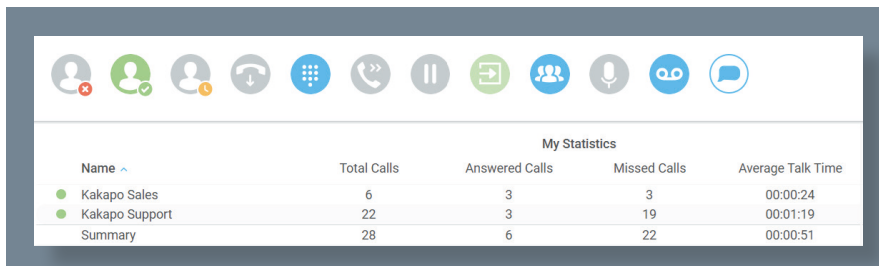 My Statistics
Name Total Calls Answered Calls Missed Calls Average Talk Time
Kakapo Sales 6 3 3 00:00:24
Kakapo Support 22 3 19 00:01:19
Summary 28 6 22 00:00:51